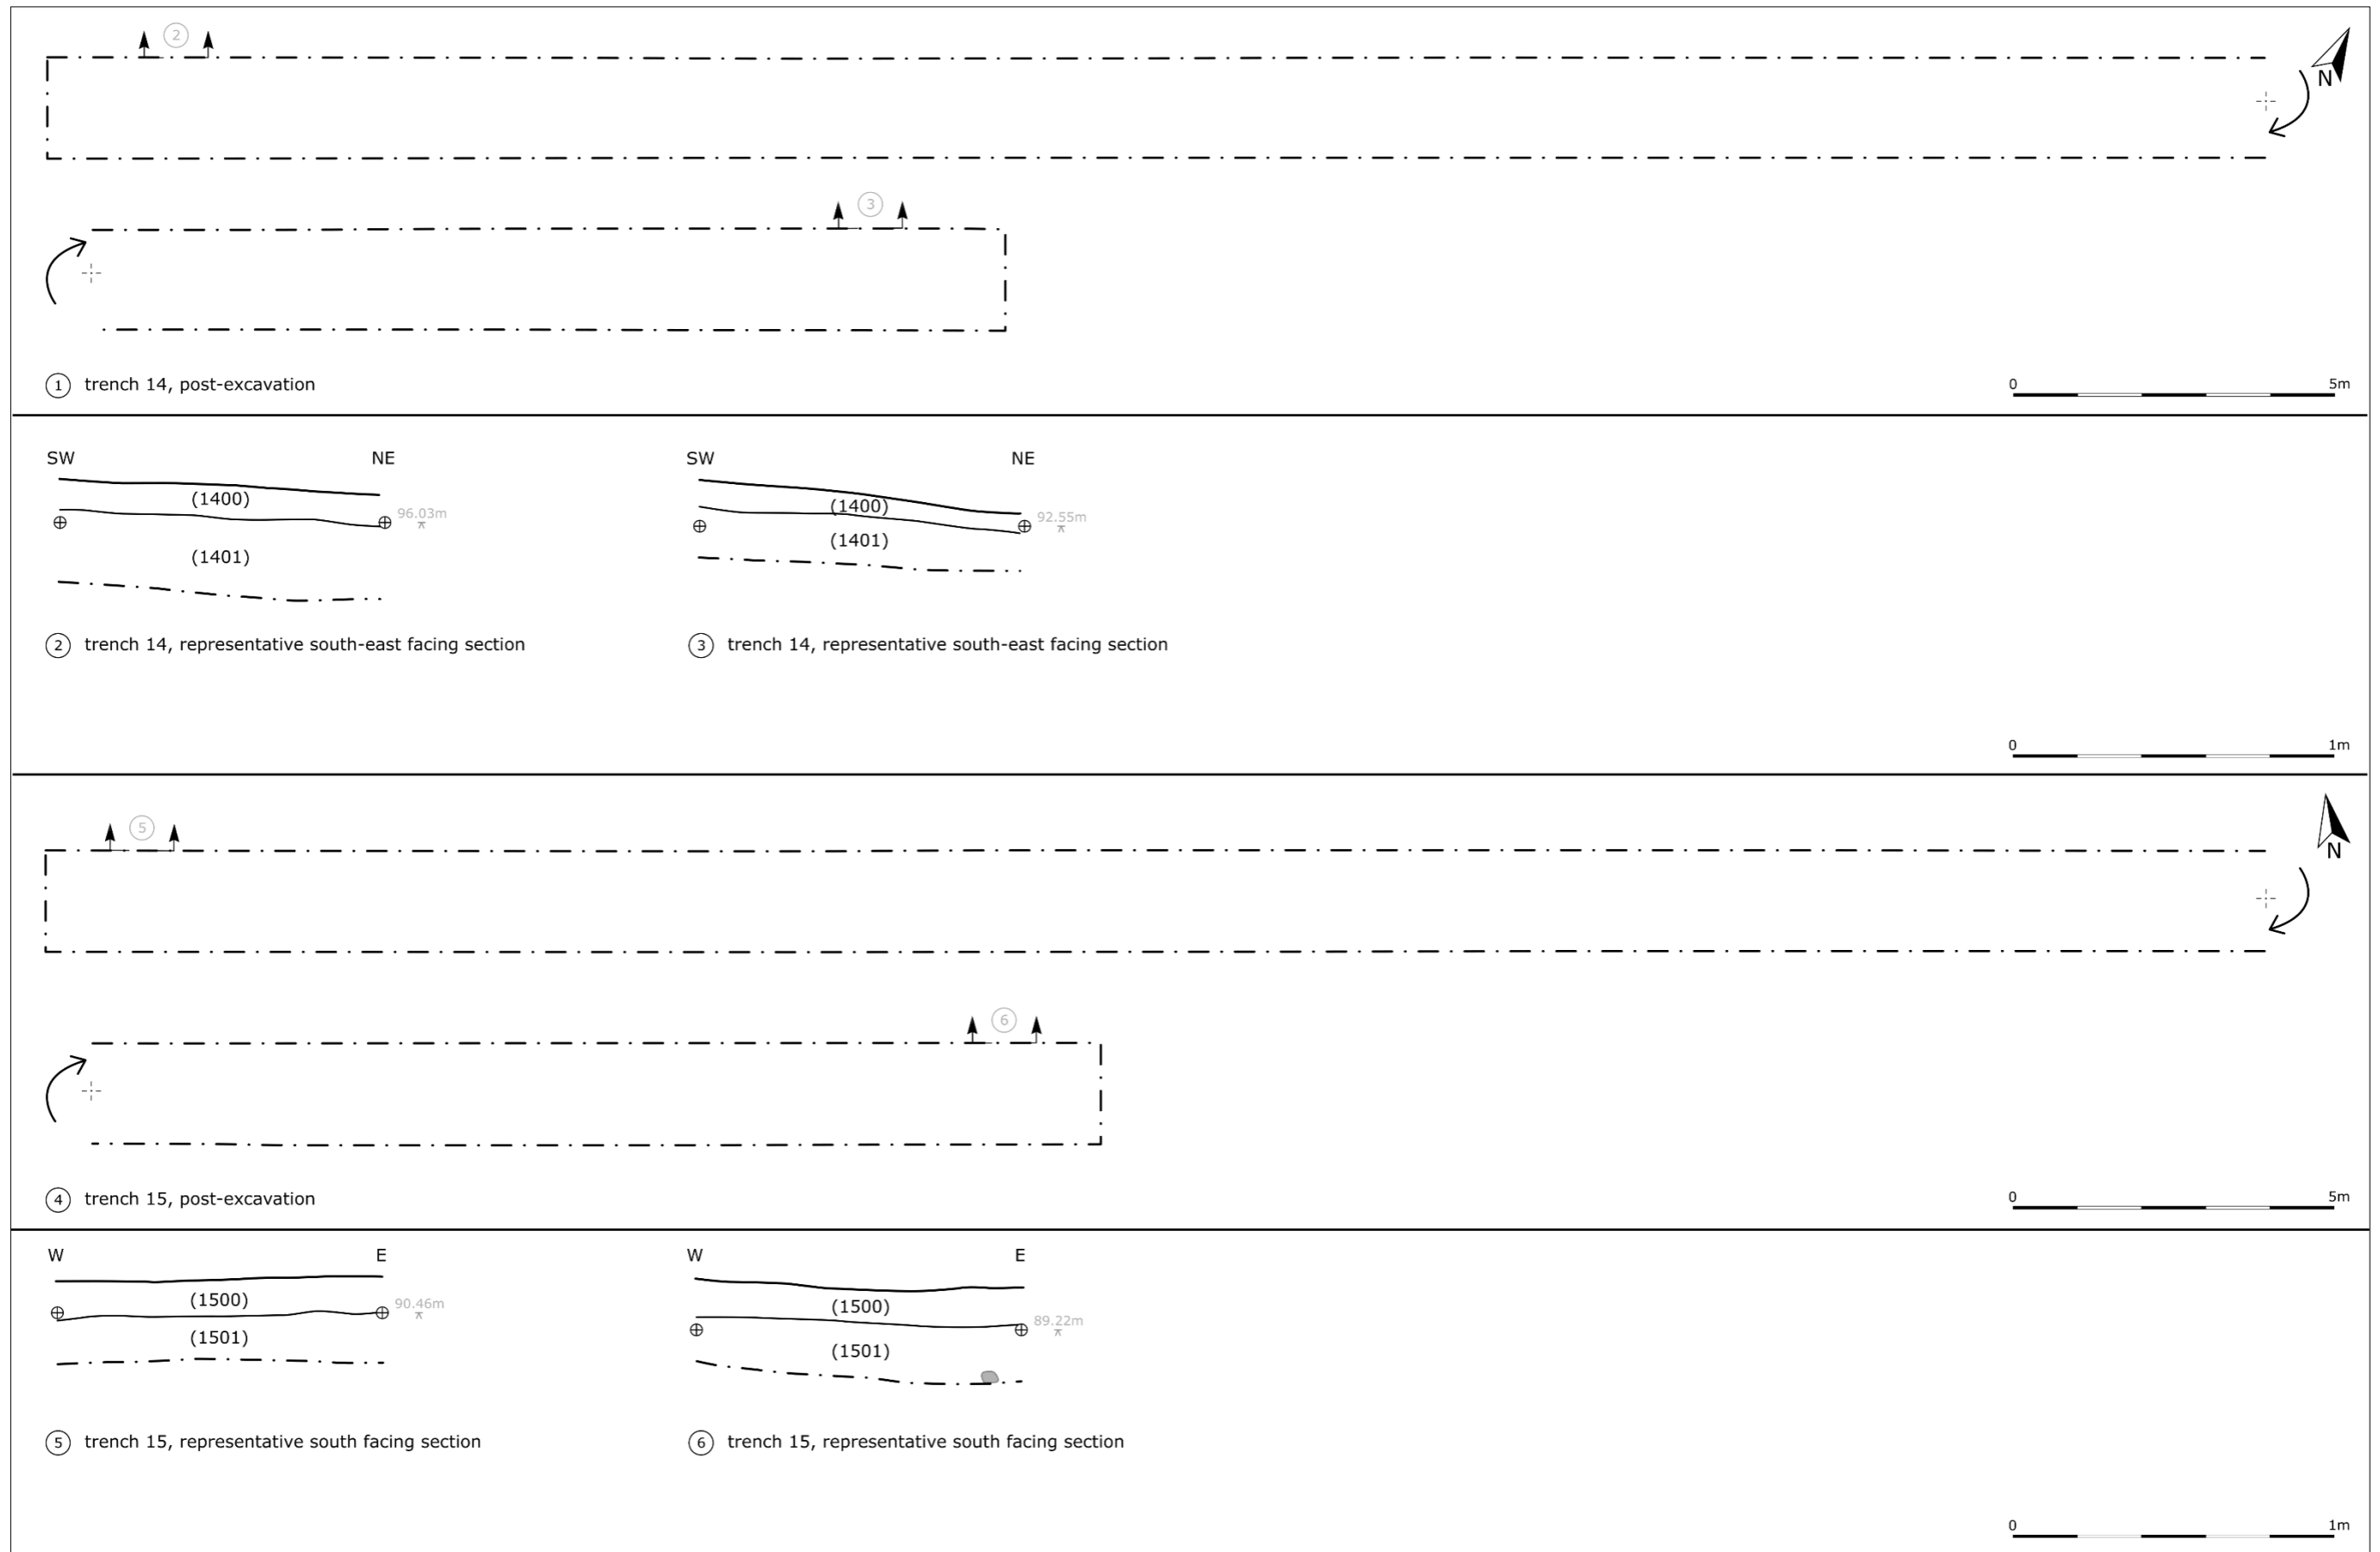 2
N
3
1 trench 14, post-excavation
0 5m
SW NE
(1400)
96.03m
(1401)
SW NE
(1400)
92.55m
(1401)
2 trench 14, representative south-east facing section
3 trench 14, representative south-east facing section
0 1m
5
N
6
4 trench 15, post-excavation
0 5m
W E
(1500)
90.46m
(1501)
W E
(1500)
89.22m
(1501)
5 trench 15, representative south facing section
6 trench 15, representative south facing section
0 1m